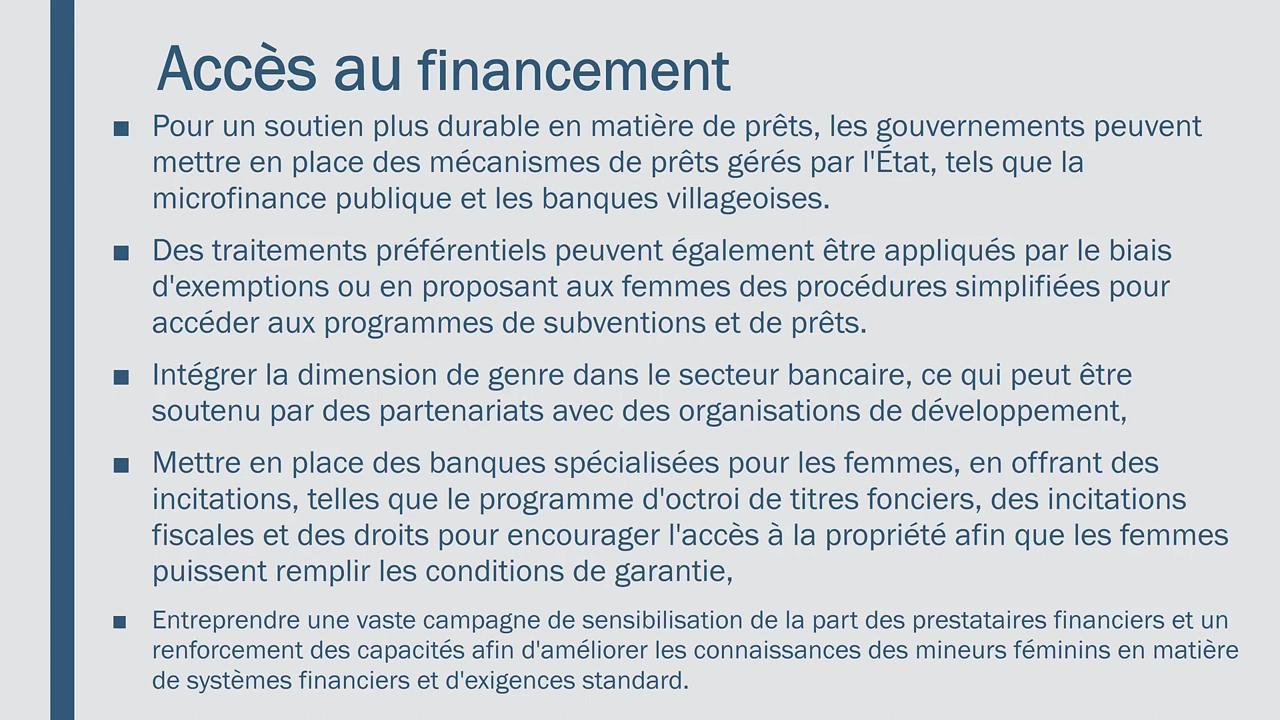 Accès au financement
■ Pour un soutien plus durable en matière de prêts, les gouvernements peuvent
mettre en place des mécanismes de prêts gérés par l'État, tels que la
microfinance publique et les banques villageoises.
■ Des traitements préférentiels peuvent également être appliqués par le biais
d'exemptions ou en proposant aux femmes des procédures simplifiées pour
accéder aux programmes de subventions et de prêts.
■ Intégrer la dimension de genre dans le secteur bancaire, ce qui peut être
soutenu par des partenariats avec des organisations de développement,
■ Mettre en place des banques spécialisées pour les femmes, en offrant des
incitations, telles que le programme d'octroi de titres fonciers, des incitations
fiscales et des droits pour encourager l'accès à la propriété afin que les femmes
puissent remplir les conditions de garantie,
■ Entreprendre une vaste campagne de sensibilisation de la part des prestataires financiers et un
renforcement des capacités afin d'améliorer les connaissances des mineurs féminins en matière
de systèmes financiers et d'exigences standard.